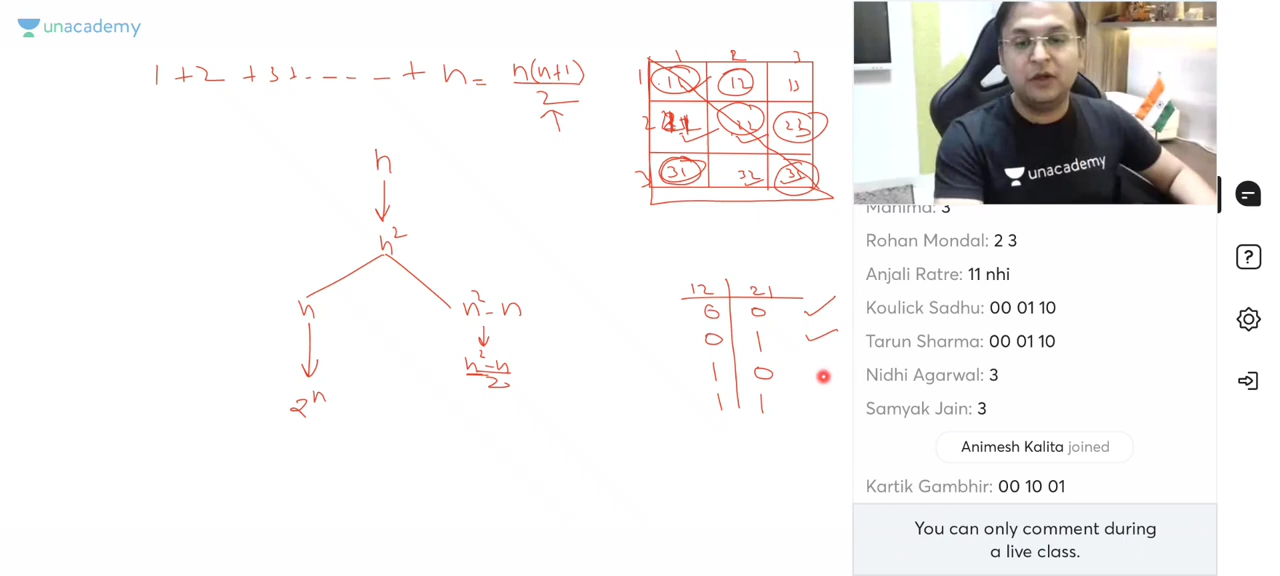 unacademy
1 + 2 + 3 + - - - - - + n = n(n+1)/2
n
n²
n
n² - n
n² - n/2
2ⁿ
1 2 3
1 11 12 13
2 21 22 23
3 31 32 33
12 21
0 0
0 1
1 0
1 1
unacademy
Manima: 3
Rohan Mondal: 2 3
Anjali Ratre: 11 nhi
Koulick Sadhu: 00 01 10
Tarun Sharma: 00 01 10
Nidhi Agarwal: 3
Samyak Jain: 3
Animesh Kalita joined
Kartik Gambhir: 00 10 01
You can only comment during
a live class.